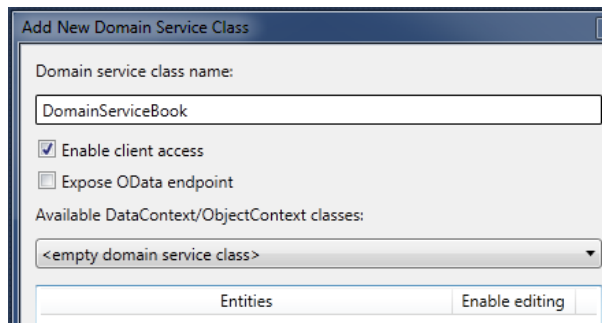 Add New Domain Service Class
Domain service class name:
DomainServiceBook
Enable client access
Expose OData endpoint
Available DataContext/ObjectContext classes:
<empty domain service class>
Entities Enable editing